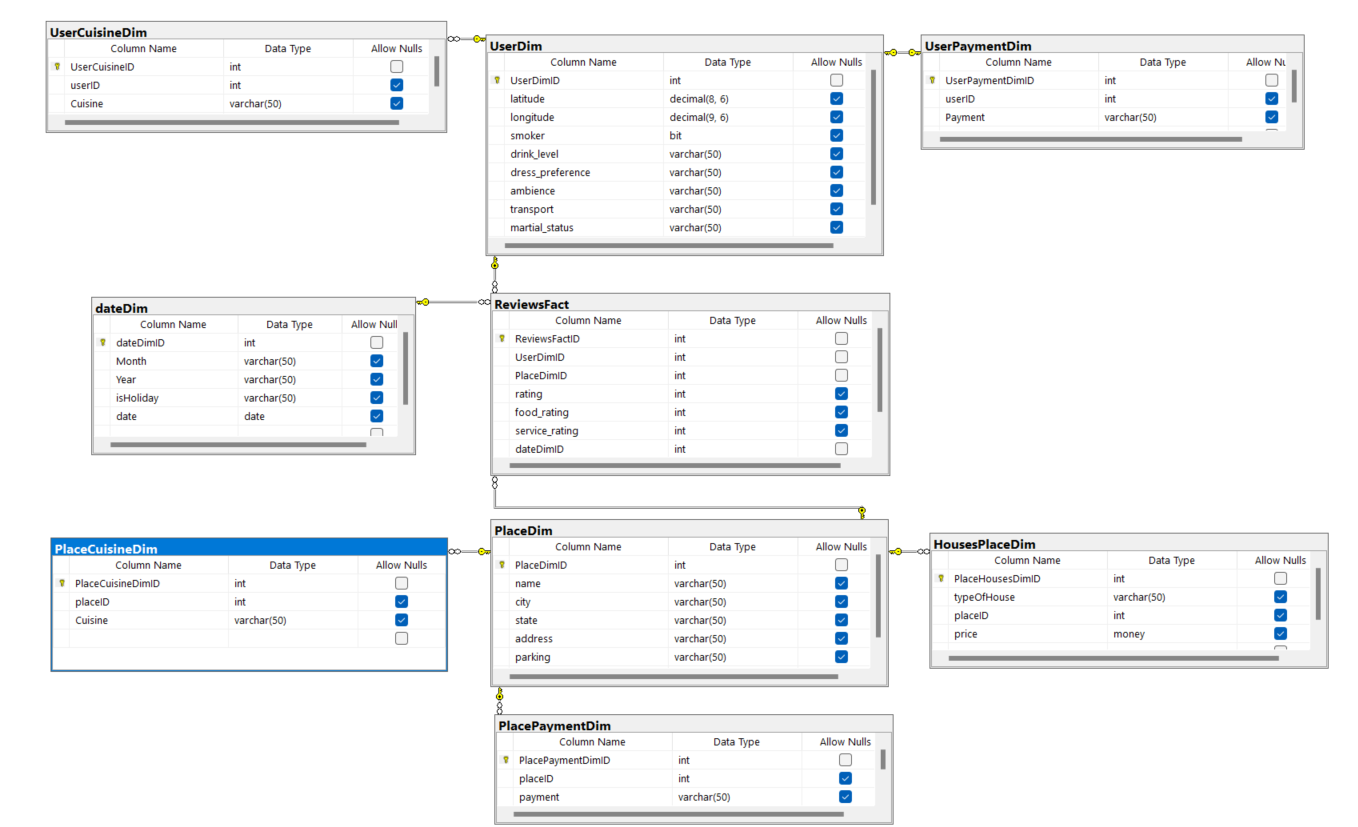 UserCuisineDim
Column Name Data Type Allow Nulls
UserCuisineID int
userID int
Cuisine varchar(50)
UserDim
Column Name Data Type Allow Nulls
UserDimID int
latitude decimal(8, 6)
longitude decimal(9, 6)
smoker bit
drink_level varchar(50)
dress_preference varchar(50)
ambience varchar(50)
transport varchar(50)
martial_status varchar(50)
UserPaymentDim
Column Name Data Type Allow Nu
UserPaymentDimID int
userID int
Payment varchar(50)
dateDim
Column Name Data Type Allow Null
dateDimID int
Month varchar(50)
Year varchar(50)
isHoliday varchar(50)
date date
ReviewsFact
Column Name Data Type Allow Nulls
ReviewsFactID int
UserDimID int
PlaceDimID int
rating int
food_rating int
service_rating int
dateDimID int
PlaceCuisineDim
Column Name Data Type Allow Nulls
PlaceCuisineDimID int
placeID int
Cuisine varchar(50)
PlaceDim
Column Name Data Type Allow Nulls
PlaceDimID int
name varchar(50)
city varchar(50)
state varchar(50)
address varchar(50)
parking varchar(50)
HousesPlaceDim
Column Name Data Type Allow Nulls
PlaceHousesDimID int
typeOfHouse varchar(50)
placeID int
price money
PlacePaymentDim
Column Name Data Type Allow Nulls
PlacePaymentDimID int
placeID int
payment varchar(50)